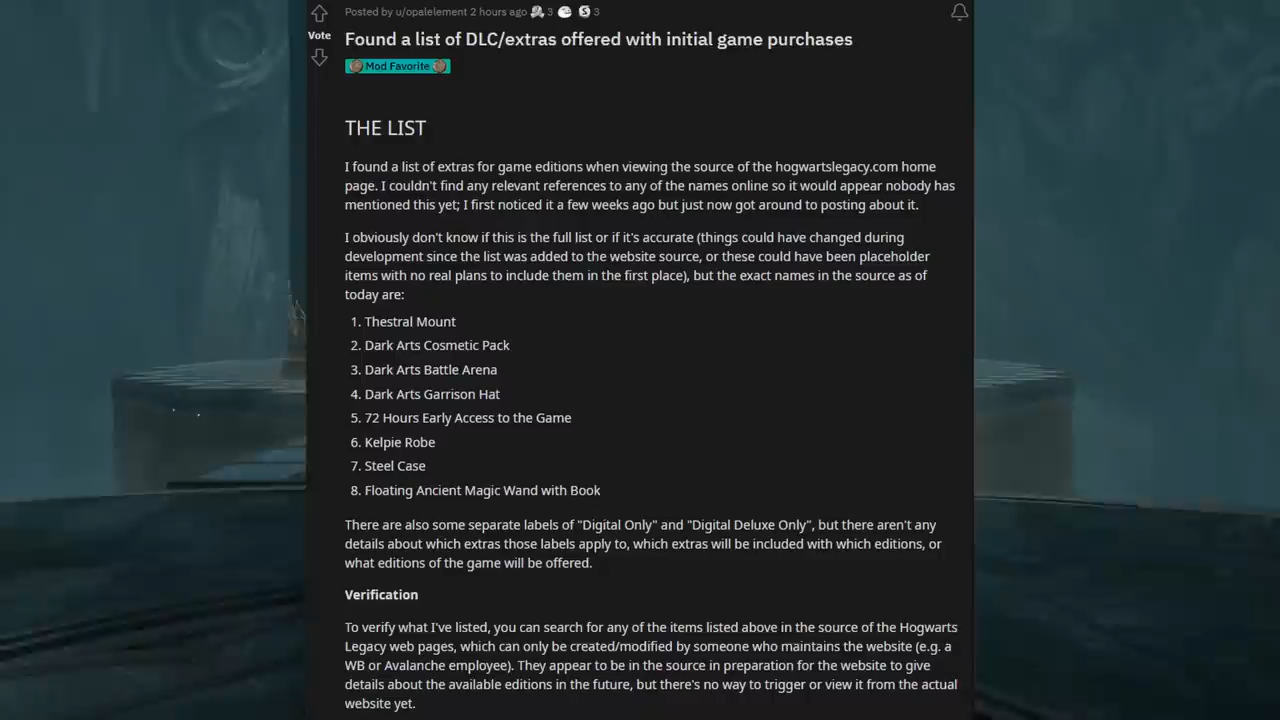 Posted by u/opalelement 2 hours ago 3 3
Vote
Found a list of DLC/extras offered with initial game purchases
Mod Favorite
THE LIST
I found a list of extras for game editions when viewing the source of the hogwartslegacy.com home
page. I couldn't find any relevant references to any of the names online so it would appear nobody has
mentioned this yet; I first noticed it a few weeks ago but just now got around to posting about it.
I obviously don't know if this is the full list or if it's accurate (things could have changed during
development since the list was added to the website source, or these could have been placeholder
items with no real plans to include them in the first place), but the exact names in the source as of
today are:
1. Thestral Mount
2. Dark Arts Cosmetic Pack
3. Dark Arts Battle Arena
4. Dark Arts Garrison Hat
5. 72 Hours Early Access to the Game
6. Kelpie Robe
7. Steel Case
8. Floating Ancient Magic Wand with Book
There are also some separate labels of "Digital Only" and "Digital Deluxe Only", but there aren't any
details about which extras those labels apply to, which extras will be included with which editions, or
what editions of the game will be offered.
Verification
To verify what I've listed, you can search for any of the items listed above in the source of the Hogwarts
Legacy web pages, which can only be created/modified by someone who maintains the website (e.g. a
WB or Avalanche employee). They appear to be in the source in preparation for the website to give
details about the available editions in the future, but there's no way to trigger or view it from the actual
website yet.